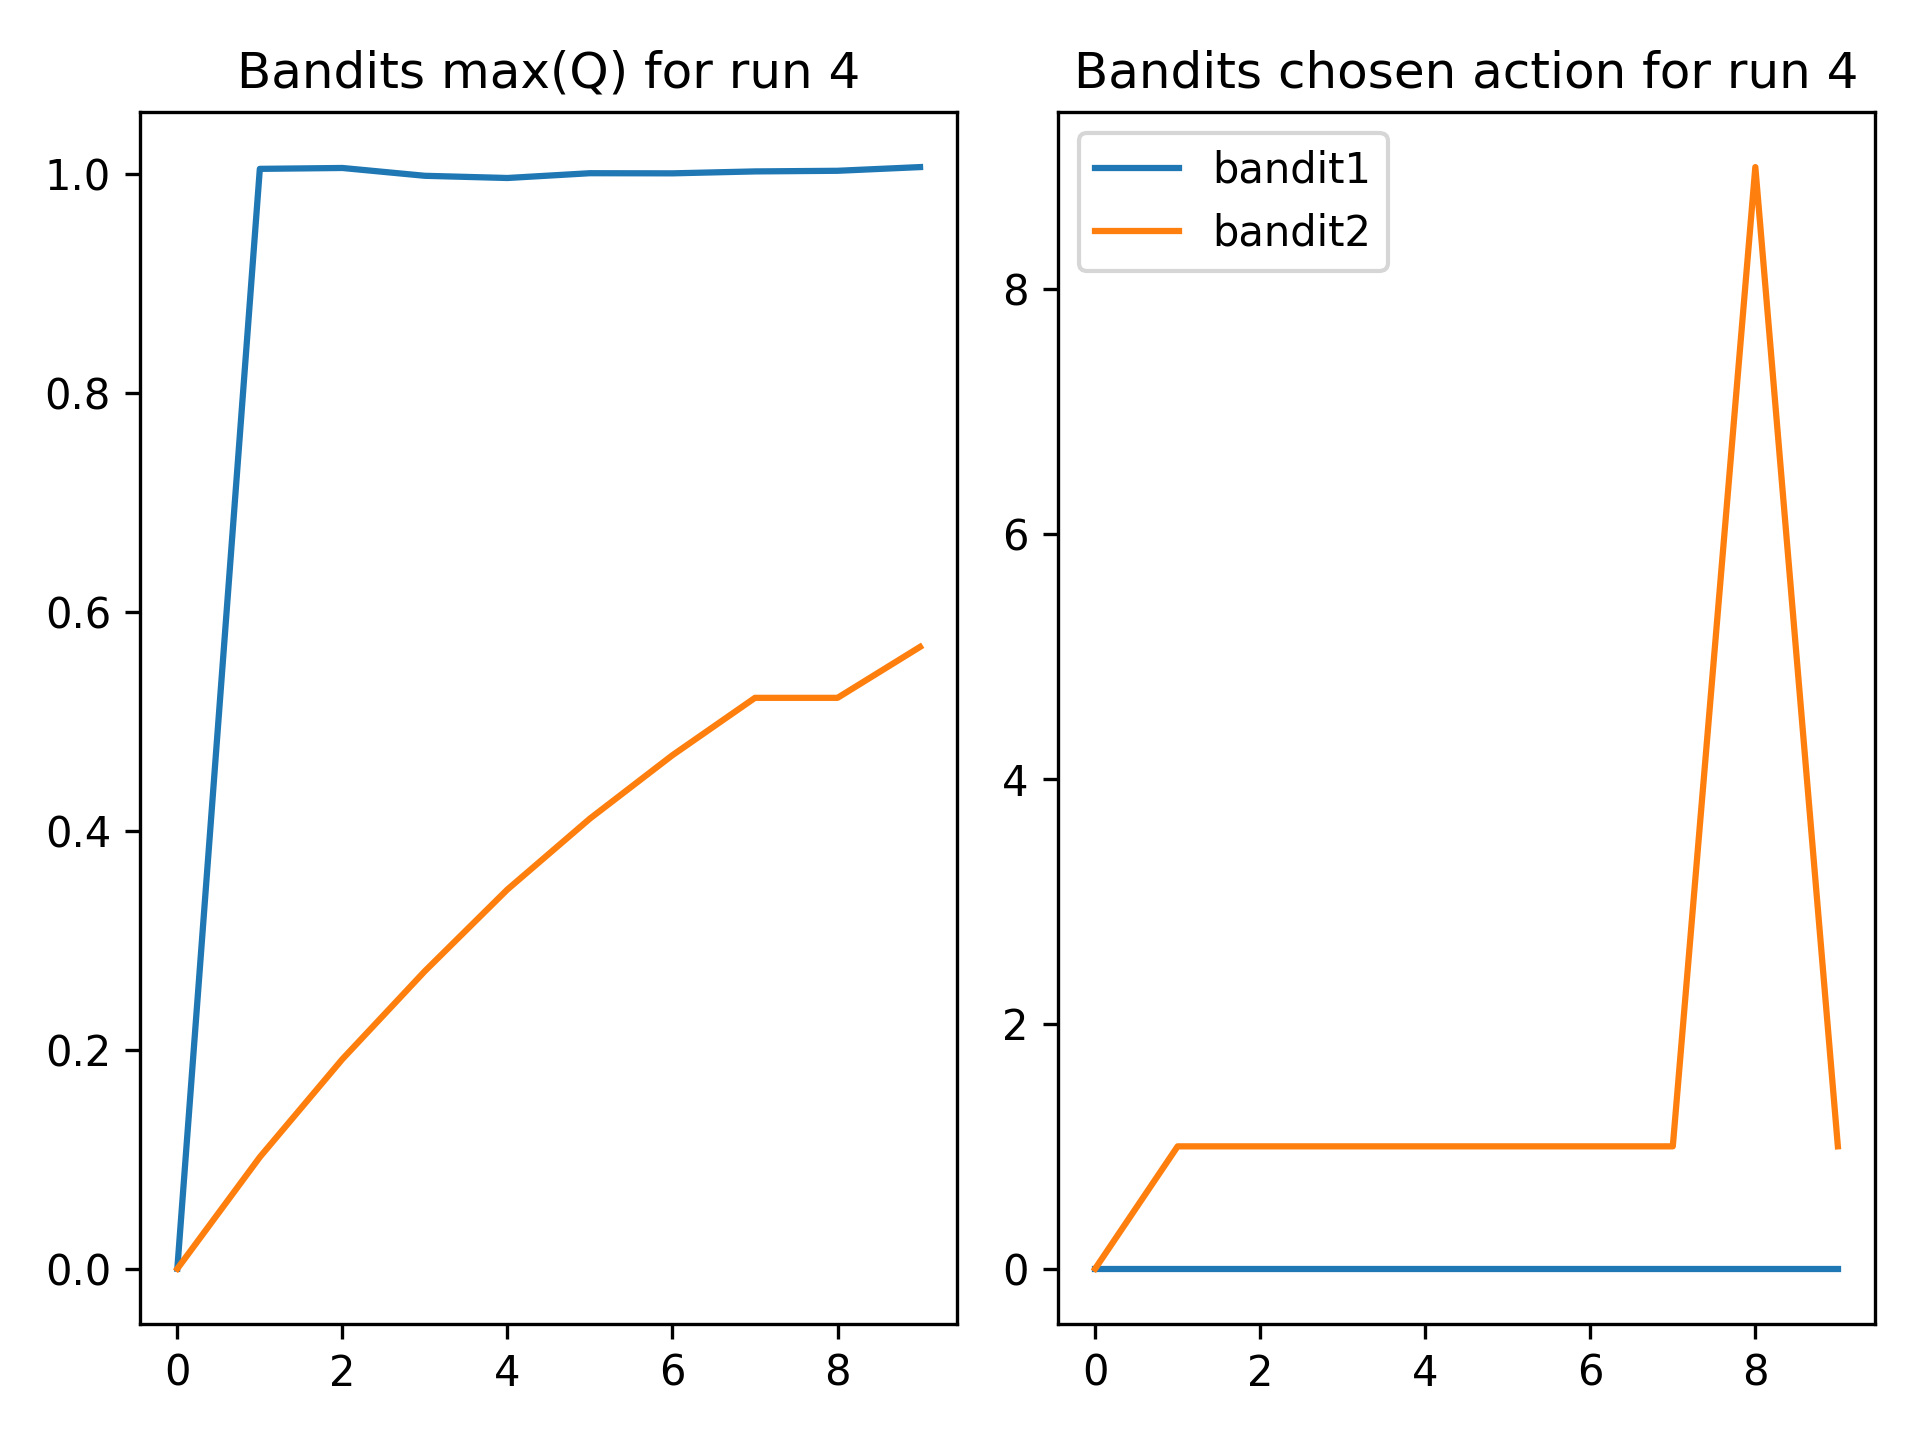 Bandits max(Q) for run 4
1.0
0.8
0.6
0.4
0.2
0.0
0 2 4 6 8
Bandits chosen action for run 4
bandit1
bandit2
8
6
4
2
0
0 2 4 6 8